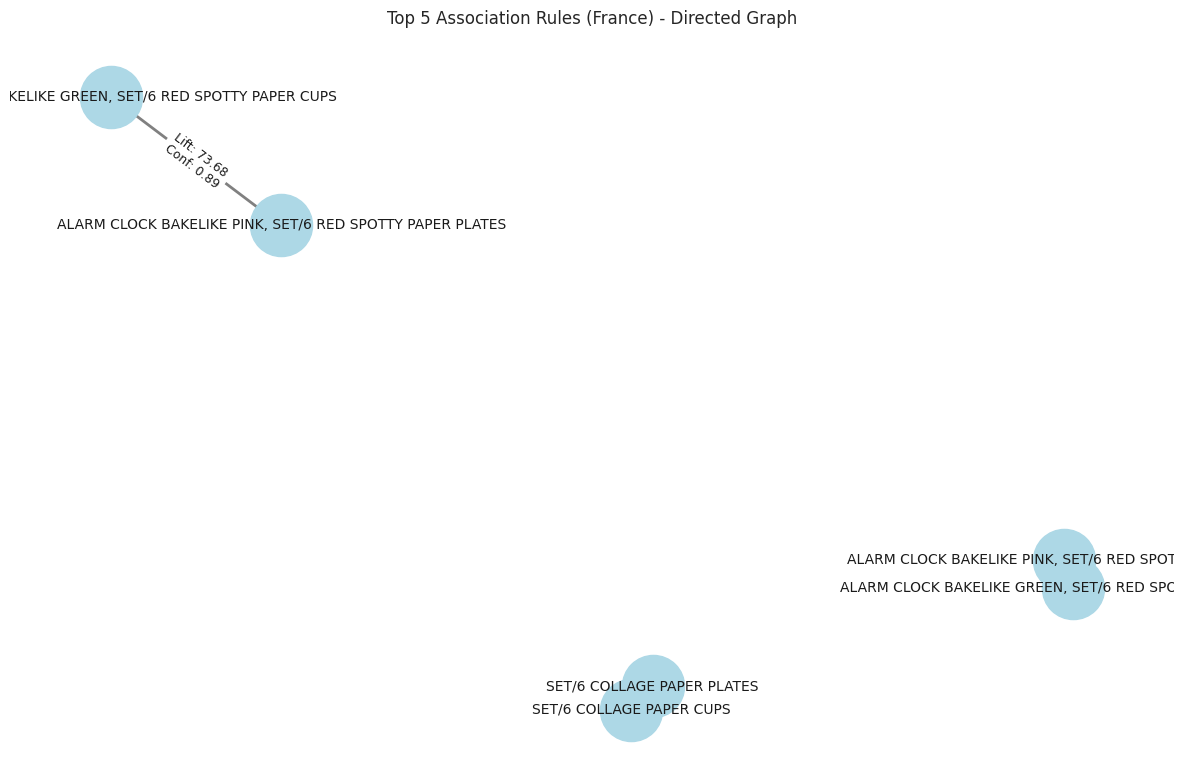 Top 5 Association Rules (France) - Directed Graph
KELIKE GREEN, SET/6 RED SPOTTY PAPER CUPS
Lift: 73.68
Conf: 0.89
ALARM CLOCK BAKELIKE PINK, SET/6 RED SPOTTY PAPER PLATES
ALARM CLOCK BAKELIKE PINK, SET/6 RED SPOT
ALARM CLOCK BAKELIKE GREEN, SET/6 RED SPO
SET/6 COLLAGE PAPER PLATES
SET/6 COLLAGE PAPER CUPS